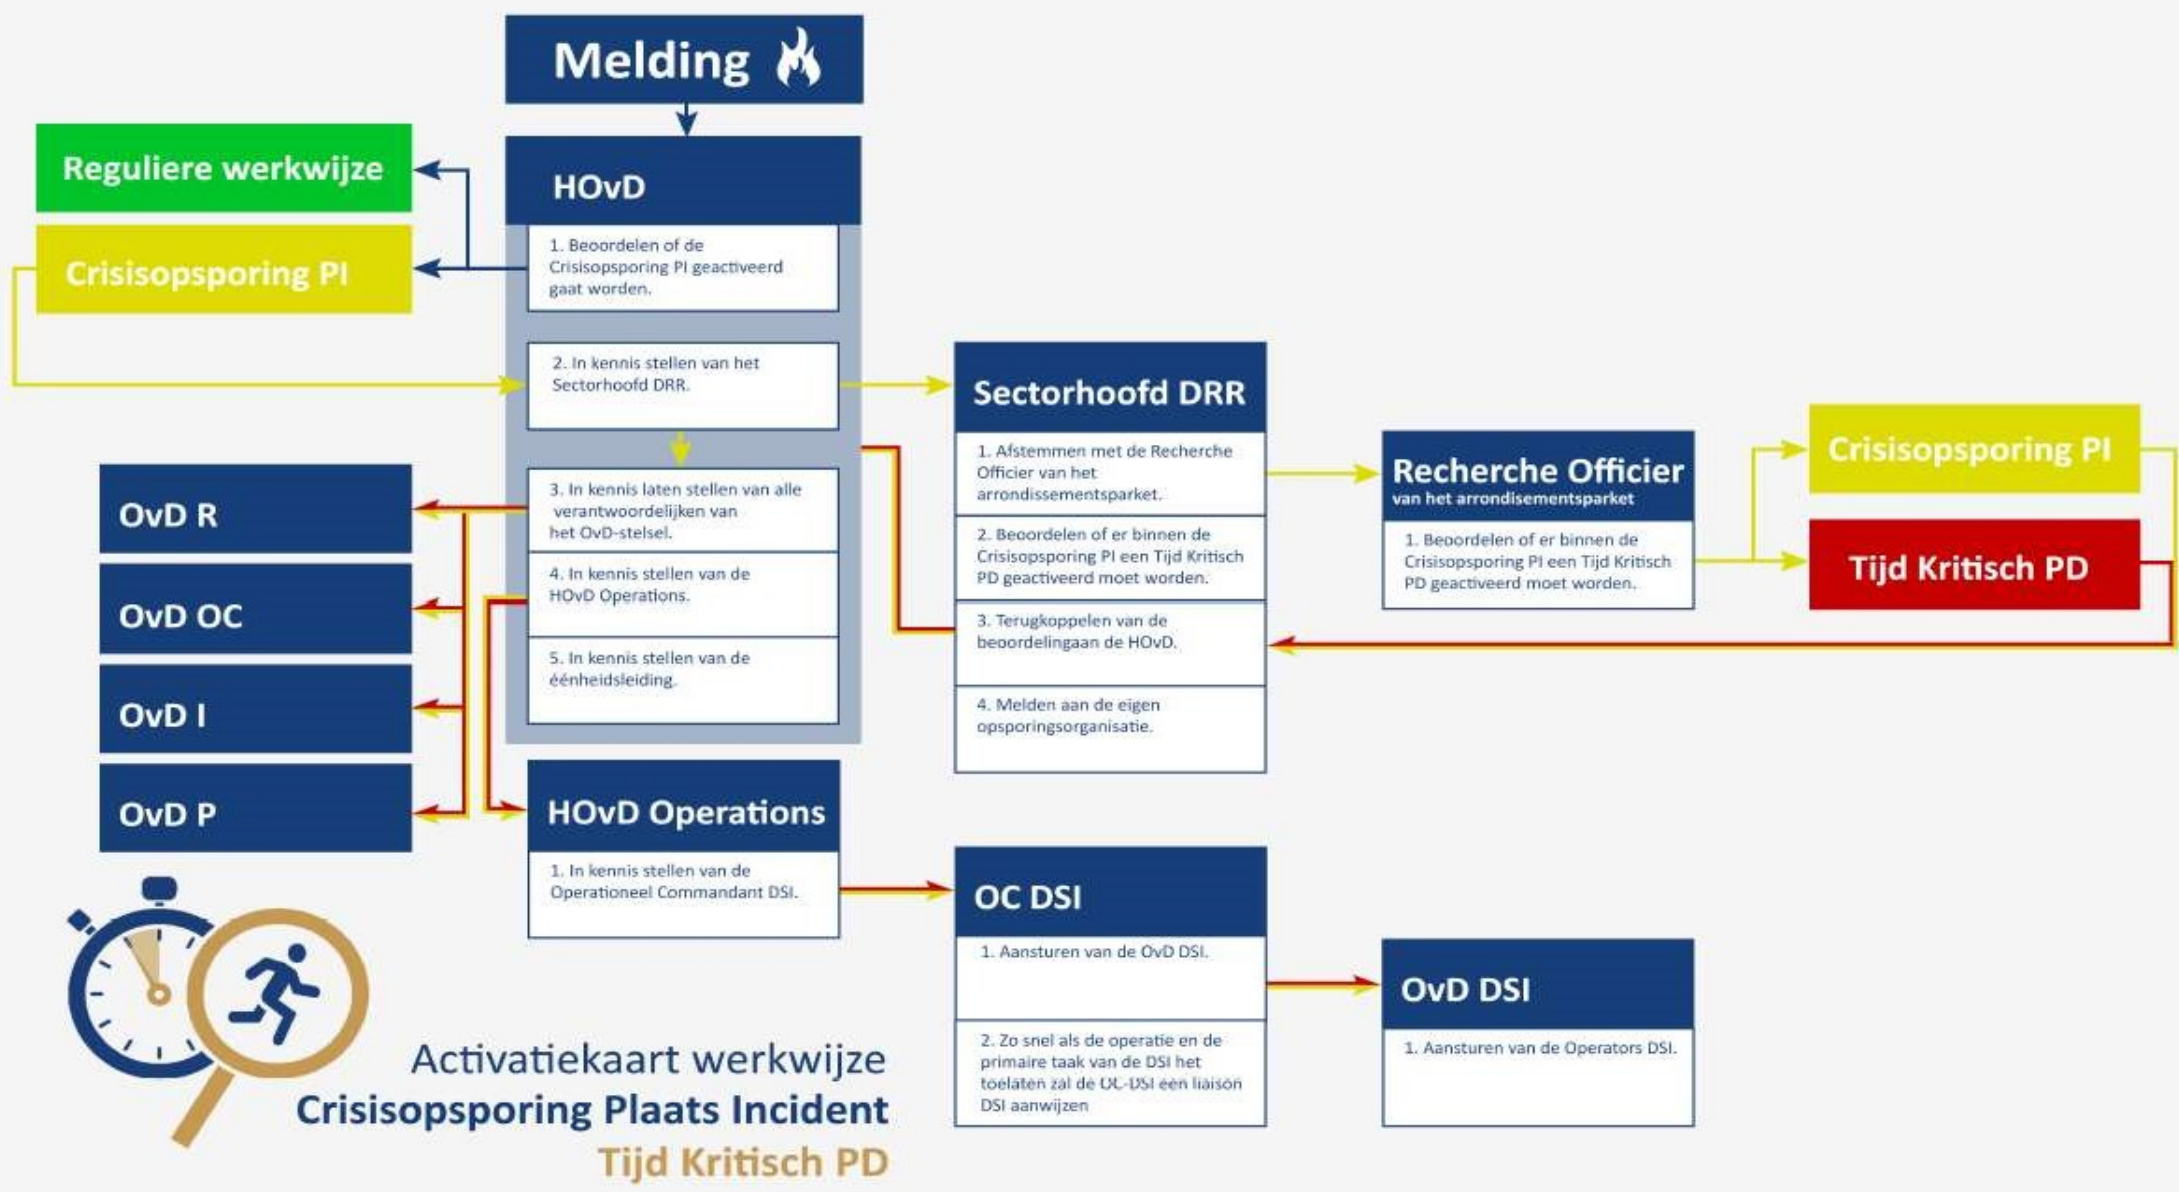 Melding
Reguliere werkwijze
Crisisopsporing PI
HOvD
1. Beoordelen of de
Crisisopsporing PI geactiveerd
gaat worden.
2. In kennis stellen van het
Sectorhoofd DRR.
3. In kennis laten stellen van alle
verantwoordelijken van
het OvD-stelsel.
4. In kennis stellen van de
HOvD Operations.
5. In kennis stellen van de
éénheidsleiding.
OvD R
OvD OC
OvD I
OvD P
Sectorhoofd DRR
1. Afstemmen met de Recherche
Officier van het
arrondissementsparket.
2. Beoordelen of er binnen de
Crisisopsporing PI een Tijd Kritisch
PD geactiveerd moet worden.
3. Terugkoppelen van de
beoordelingaan de HOvD.
4. Melden aan de eigen
opsporingsorganisatie.
Recherche Officier
van het arrondisementsparket
1. Beoordelen of er binnen de
Crisisopsporing PI een Tijd Kritisch
PD geactiveerd moet worden.
Crisisopsporing PI
Tijd Kritisch PD
HOvD Operations
1. In kennis stellen van de
Operationeel Commandant DSI.
OC DSI
1. Aansturen van de OvD DSI.
2. Zo snel als de operatie en de
primaire taak van de DSI het
toelaten zal de OC-DSI een liaison
DSI aanwijzen
OvD DSI
1. Aansturen van de Operators DSI.
Activatiekaart werkwijze
Crisisopsporing Plaats Incident
Tijd Kritisch PD